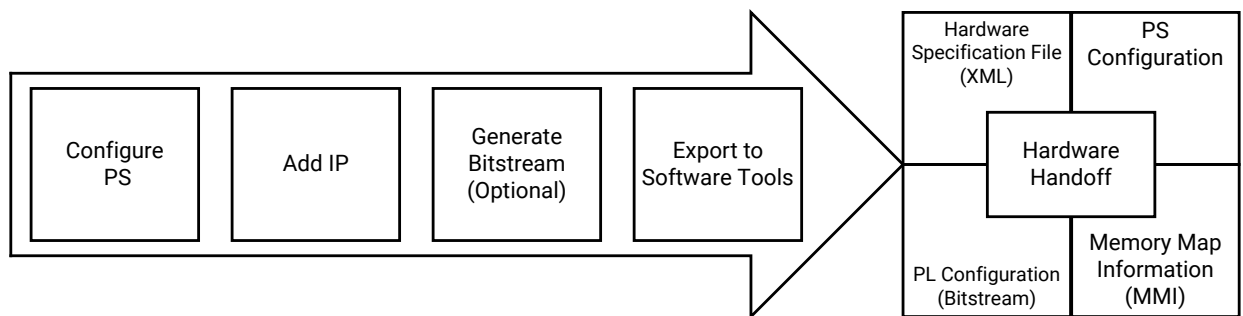 Configure
PS
Add IP
Generate
Bitstream
(Optional)
Export to
Software Tools
Hardware
Specification File
(XML)
PS
Configuration
Hardware
Handoff
PL Configuration
(Bitstream)
Memory Map
Information
(MMI)